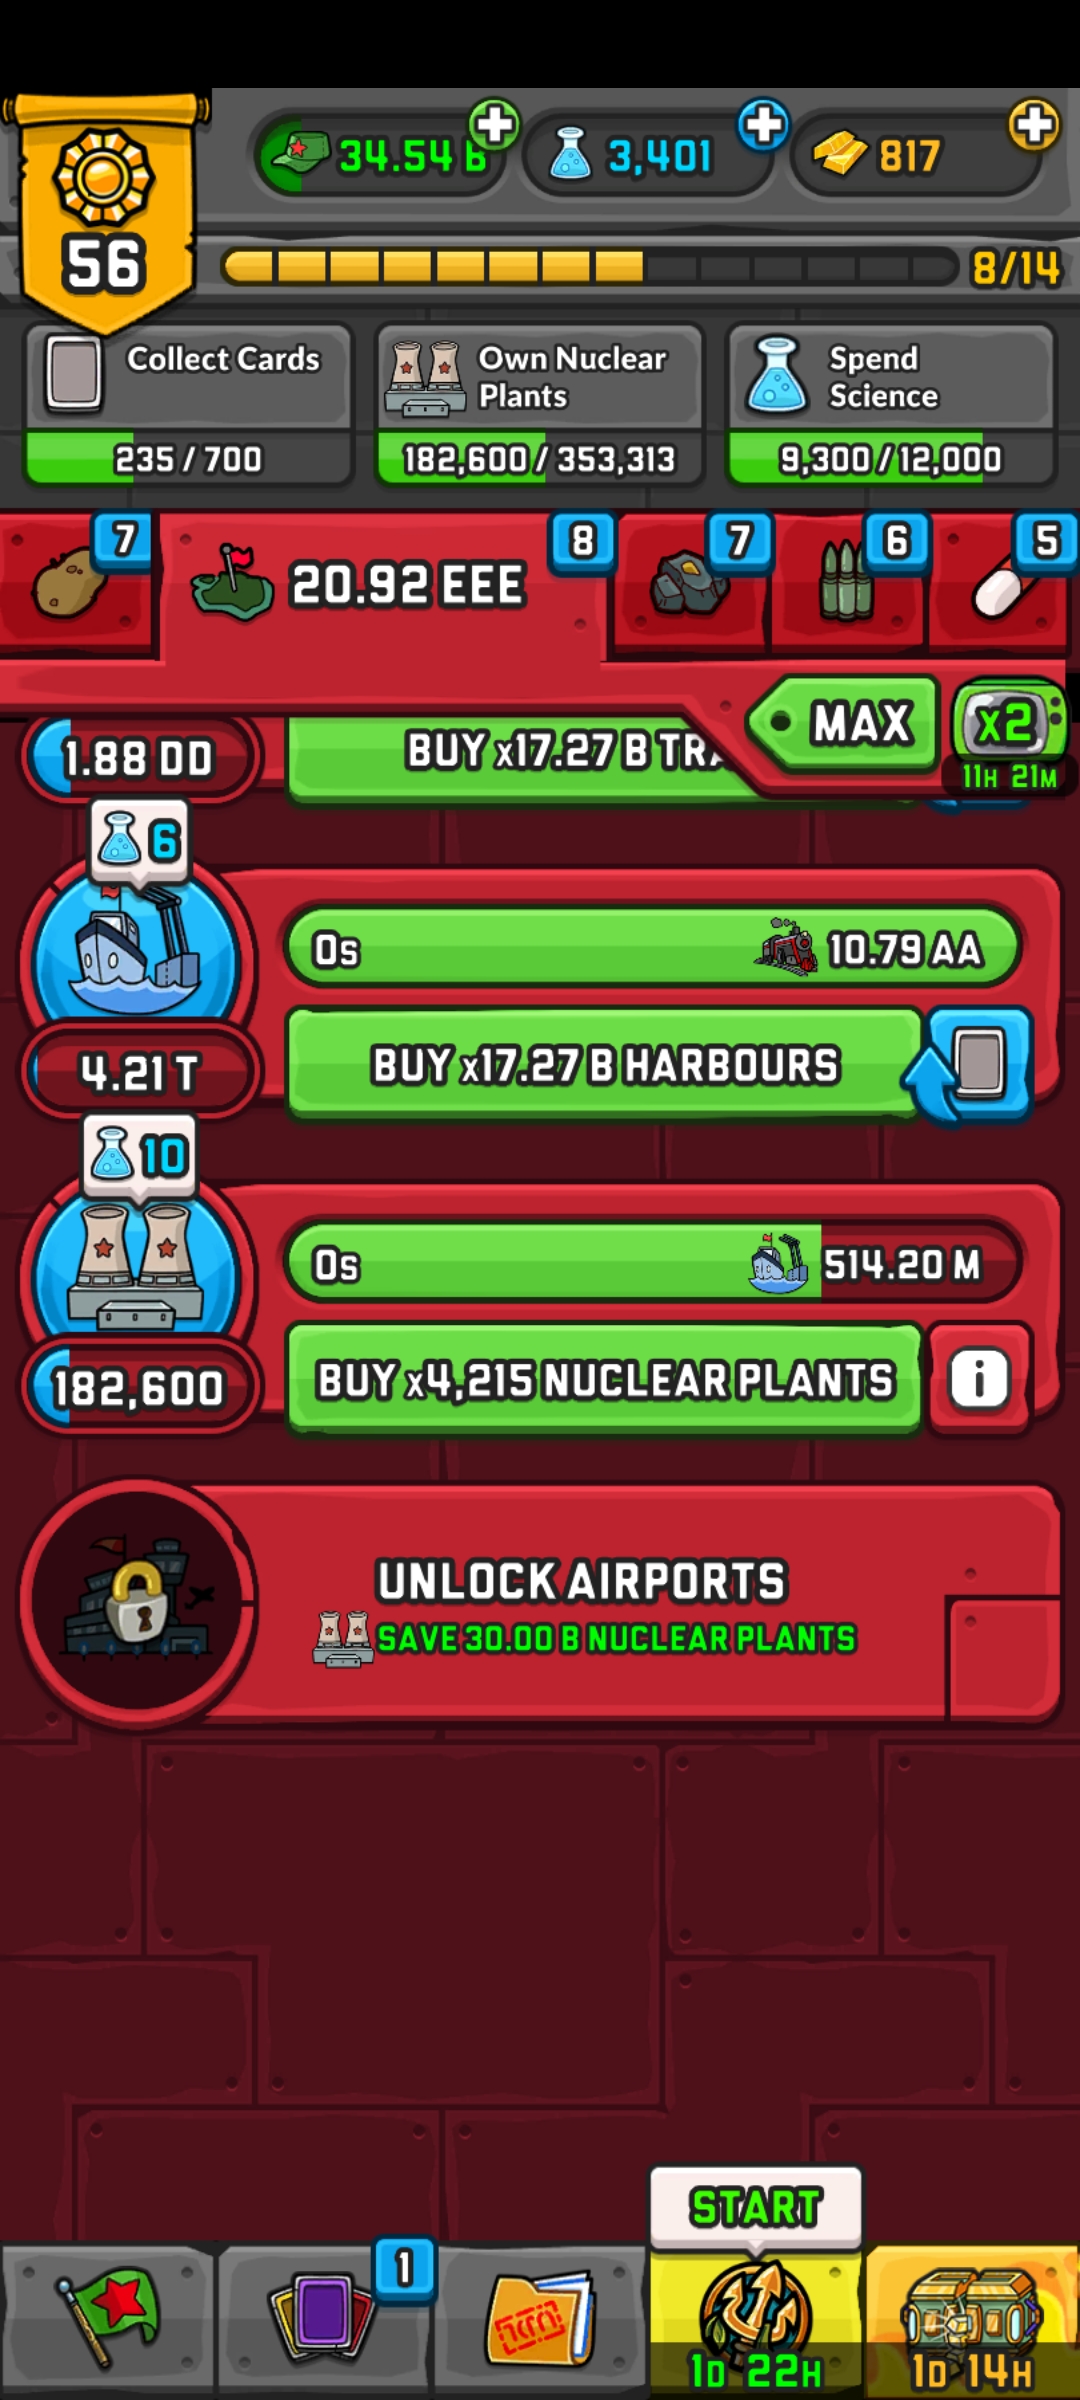 34.54 B
3,401
817
56
8/14
Collect Cards
235 / 700
Own Nuclear
Plants
182,600 / 353,313
Spend
Science
9,300 / 12,000
7
20.92 EEE
8
7
6
5
MAX
x2
11H 21M
1.88 DD
BUY x17.27 B
6
0s
10.79 AA
4.21 T
BUY x17.27 B HARBOURS
10
0s
514.20 M
182,600
BUY x4,215 NUCLEAR PLANTS
i
UNLOCK AIRPORTS
SAVE 30.00 B NUCLEAR PLANTS
START
1
1D 22H
1D 14H